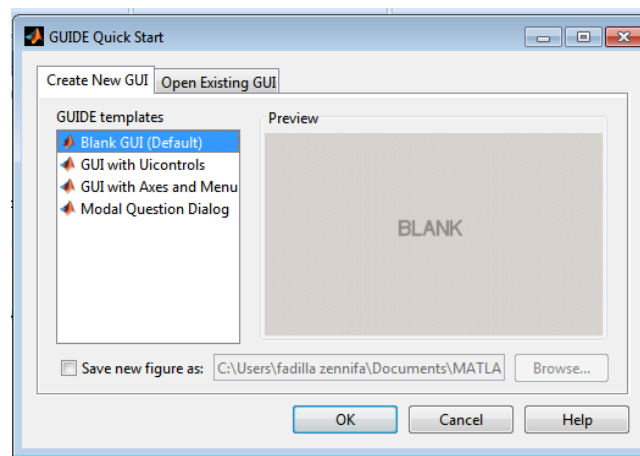 GUIDE Quick Start
Create New GUI
Open Existing GUI
GUIDE templates
Blank GUI (Default)
GUI with Uicontrols
GUI with Axes and Menu
Modal Question Dialog
Preview
BLANK
Save new figure as:
C:\Users\fadilla zennifa\Documents\MATLA
Browse...
OK
Cancel
Help